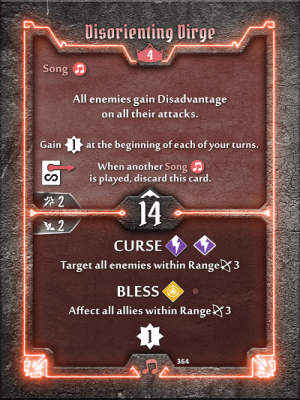 Disorienting Dirge
4
Song
All enemies gain Disadvantage
on all their attacks.
Gain 1 at the beginning of each of your turns.
When another Song
is played, discard this card.
2
14
2
CURSE
Target all enemies within Range 3
BLESS
Affect all allies within Range 3
1
364